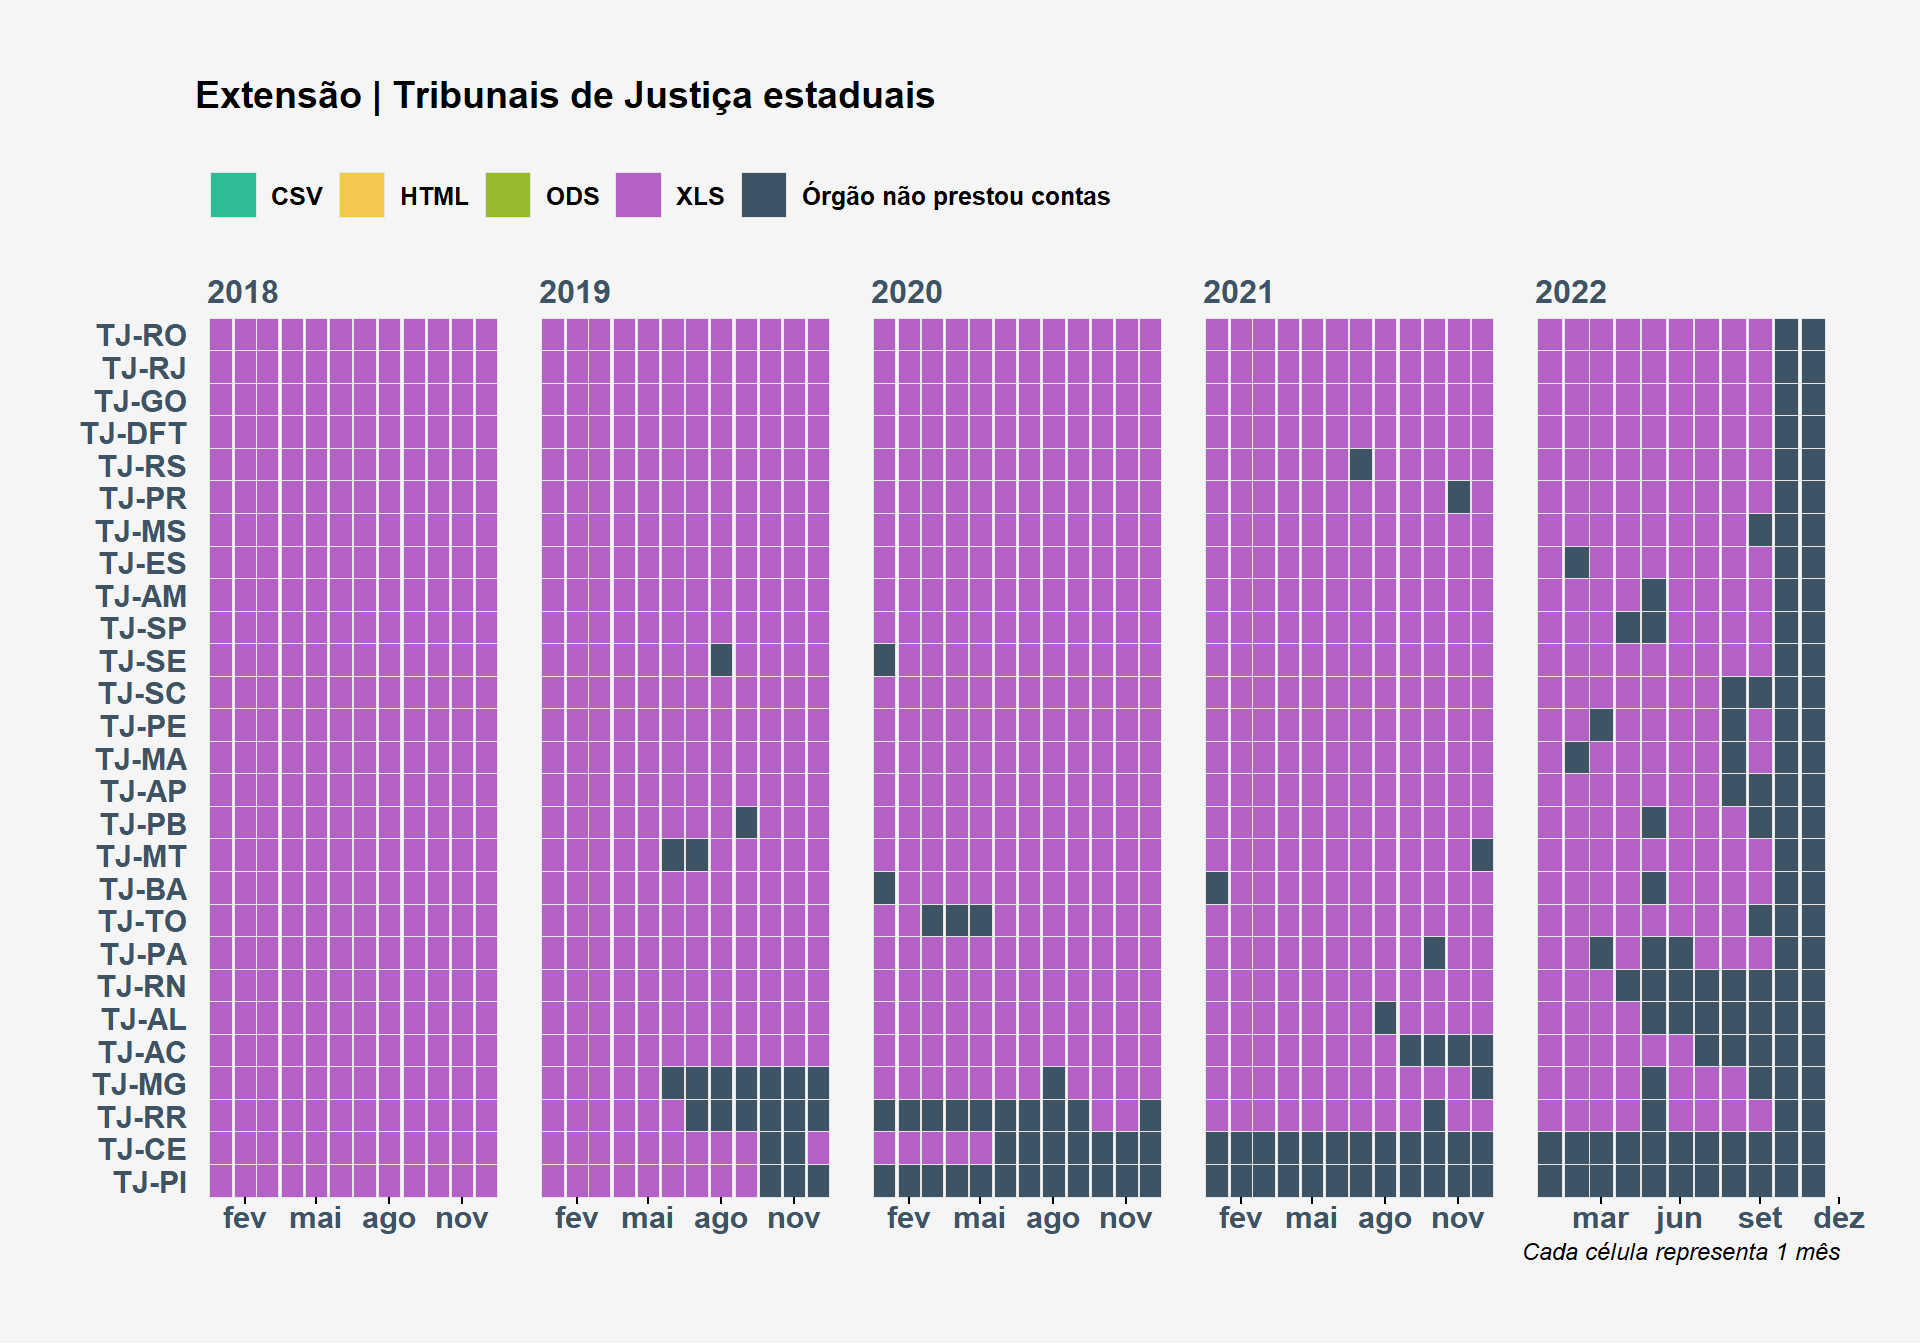 Extensão | Tribunais de Justiça estaduais
CSV HTML ODS XLS Órgão não prestou contas
2018 2019 2020 2021 2022
TJ-RO
TJ-RJ
TJ-GO
TJ-DFT
TJ-RS
TJ-PR
TJ-MS
TJ-ES
TJ-AM
TJ-SP
TJ-SE
TJ-SC
TJ-PE
TJ-MA
TJ-AP
TJ-PB
TJ-MT
TJ-BA
TJ-TO
TJ-PA
TJ-RN
TJ-AL
TJ-AC
TJ-MG
TJ-RR
TJ-CE
TJ-PI
fev mai ago nov fev mai ago nov fev mai ago nov fev mai ago nov mar jun set dez
Cada célula representa 1 mês